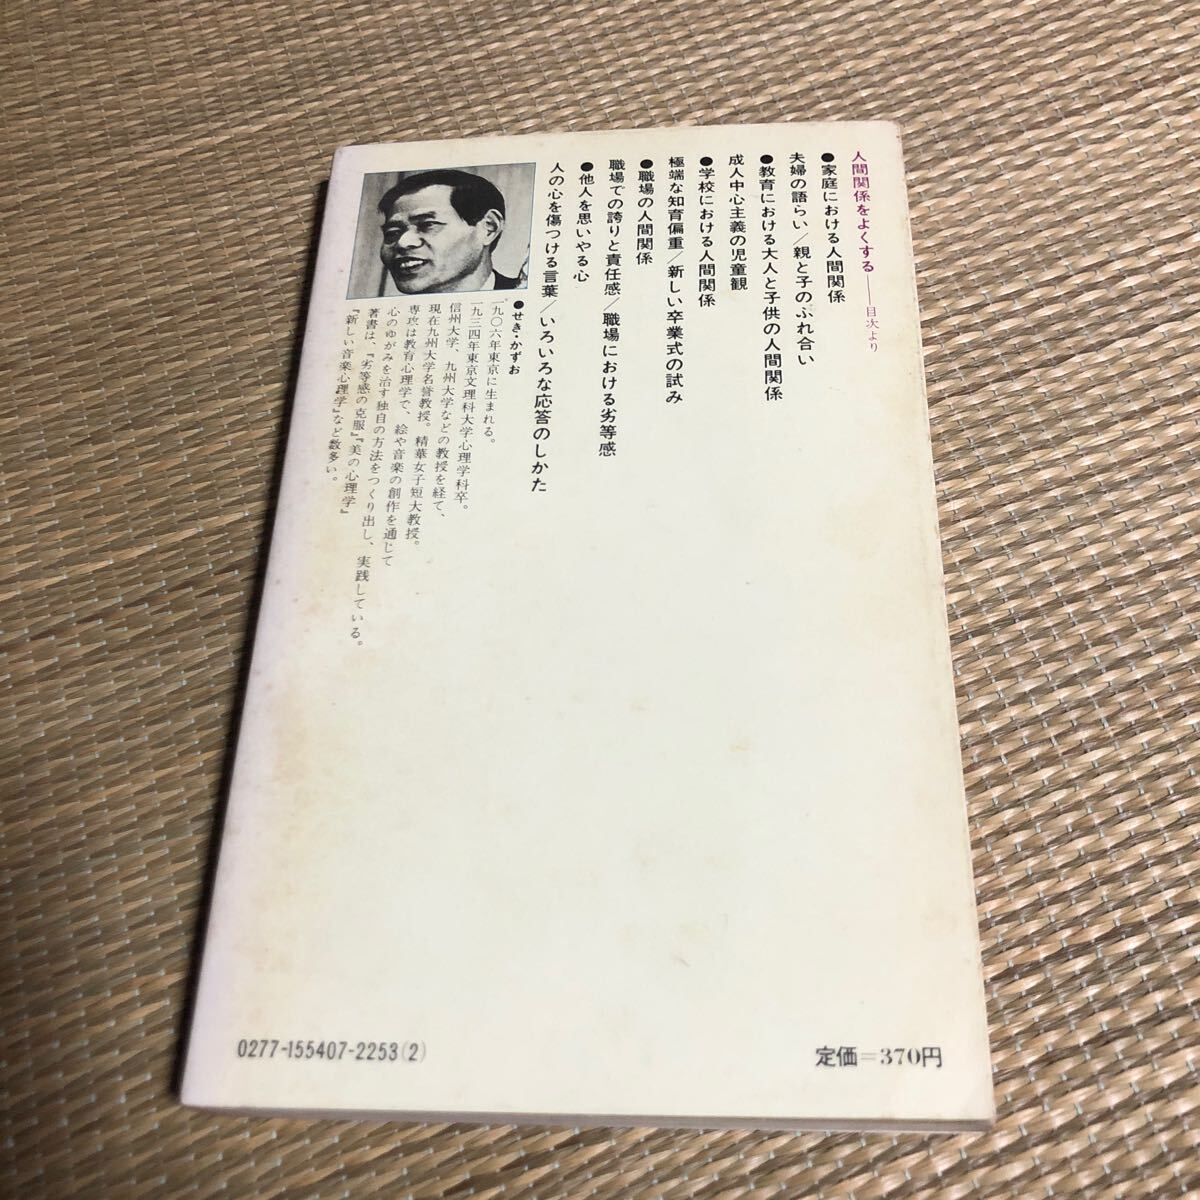 人間関係をよくする——目次より
●家庭における人間関係
夫婦の語らい/親と子のふれ合い
●教育における大人と子供の人間関係
成人中心主義の児童観
●学校における人間関係
極端な知育偏重/新しい卒業式の試み
●職場の人間関係
職場での誇りと責任感/職場における劣等感
●他人を思いやる心
人の心を傷つける言葉/いろいろな応答のしかた
●せき・かずお
一九〇六年東京に生まれる。
一九三四年東京文理科大学心理学科卒。
信州大学、九州大学などの教授を経て、
現在九州大学名誉教授。精華女子短大教授。
専攻は教育心理学で、絵や音楽の創作を通じて
心のゆがみを治す独自の方法をつくり出し、実践している。
著書は、『劣等感の克服』『美の心理学』
『新しい音楽心理学』など数多い。
0277-155407-2253(2)
定価=370円